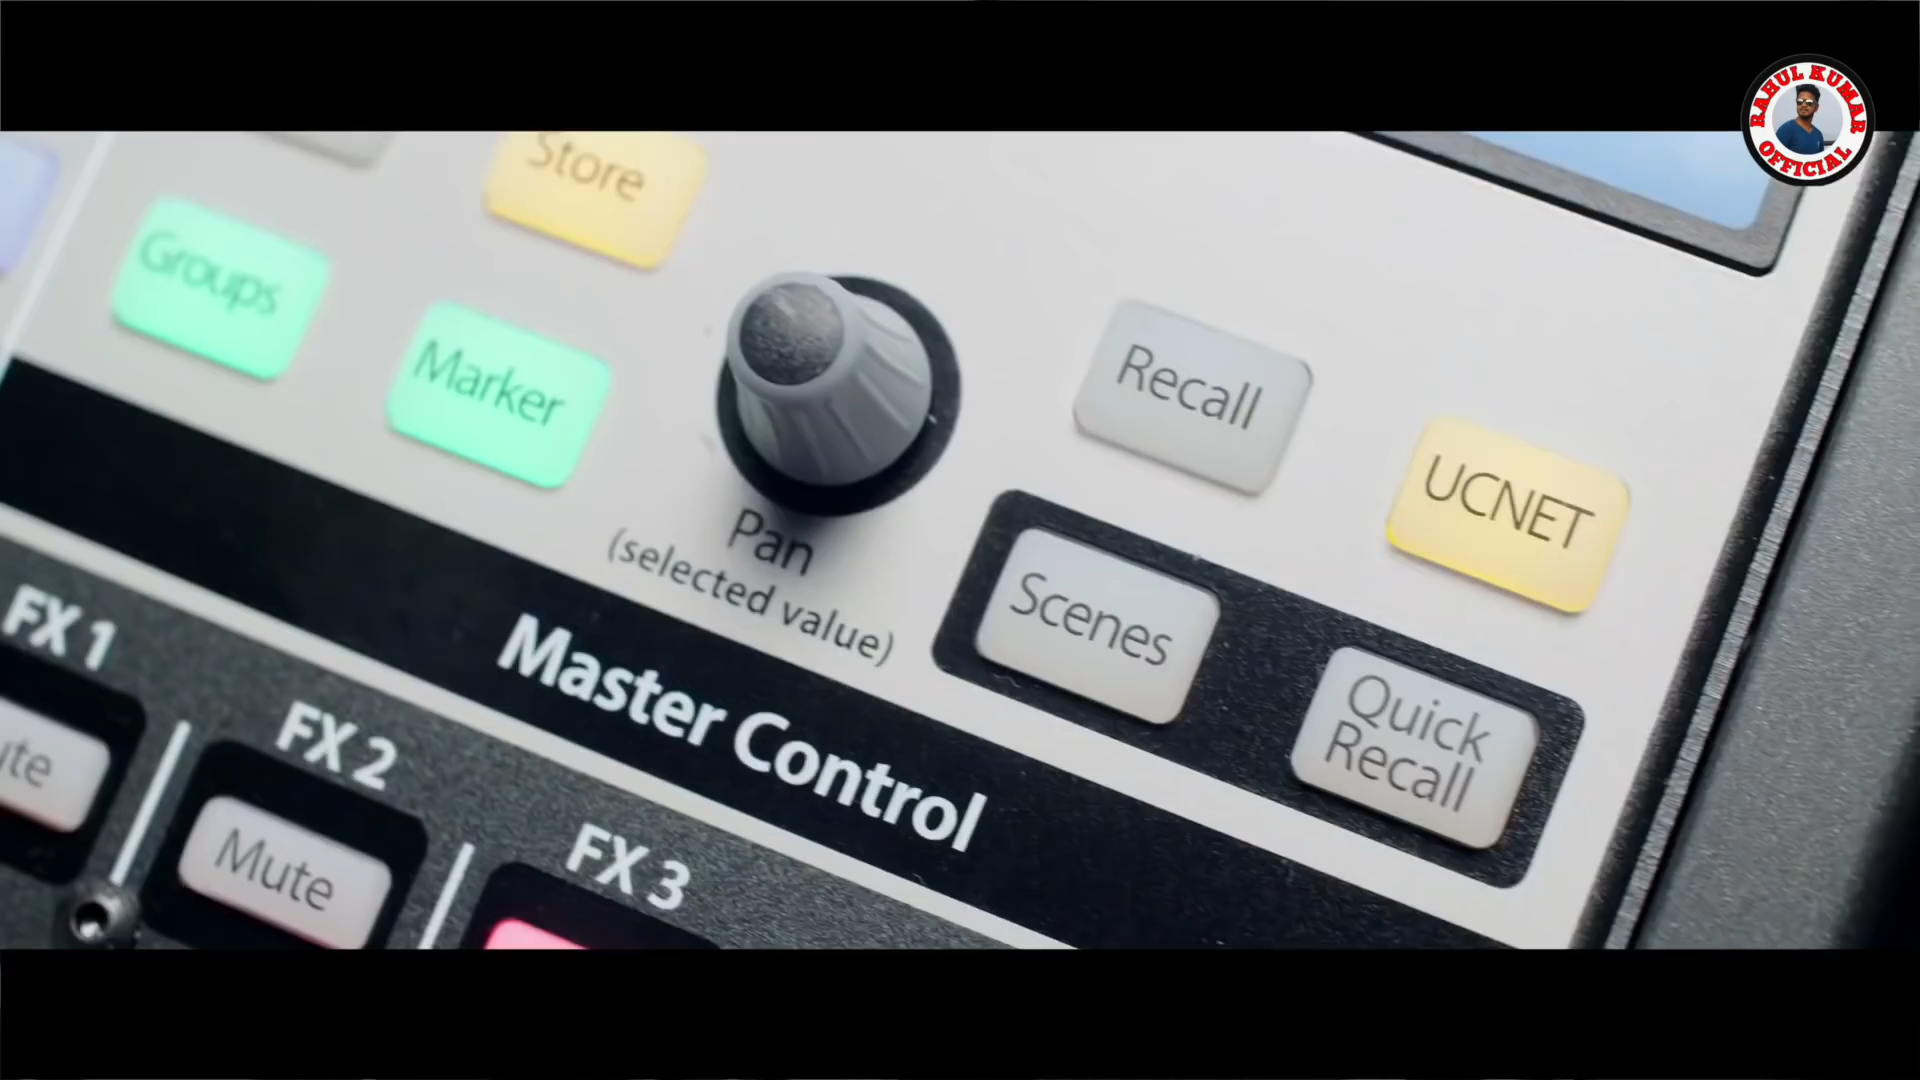 RAHUL KUMAR
OFFICIAL
Store
Groups
Marker
Recall
UCNET
Pan
(selected value)
Scenes
Quick
Recall
Master Control
FX 1
FX 2
FX 3
Mute